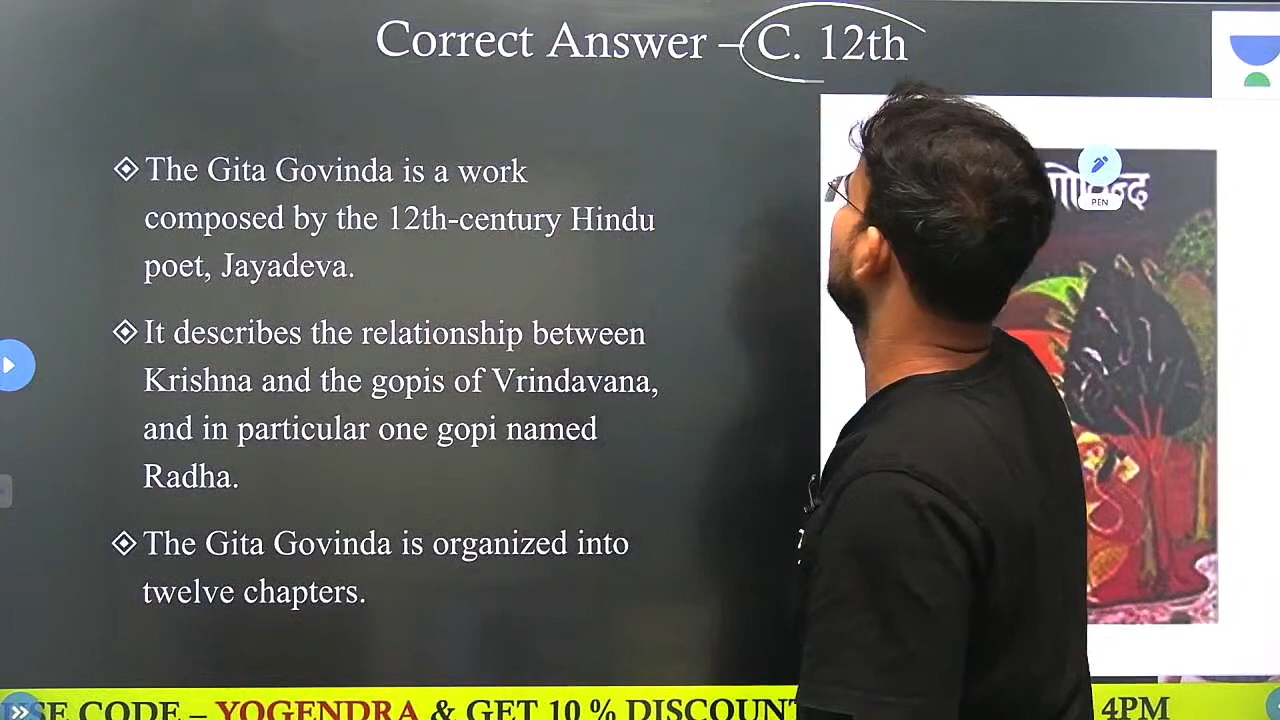 Correct Answer – C. 12th
The Gita Govinda is a work
composed by the 12th-century Hindu
poet, Jayadeva.
It describes the relationship between
Krishna and the gopis of Vrindavana,
and in particular one gopi named
Radha.
The Gita Govinda is organized into
twelve chapters.
PEN
CODE – YOGENDRA & GET 10 % DISCOUNT
4PM